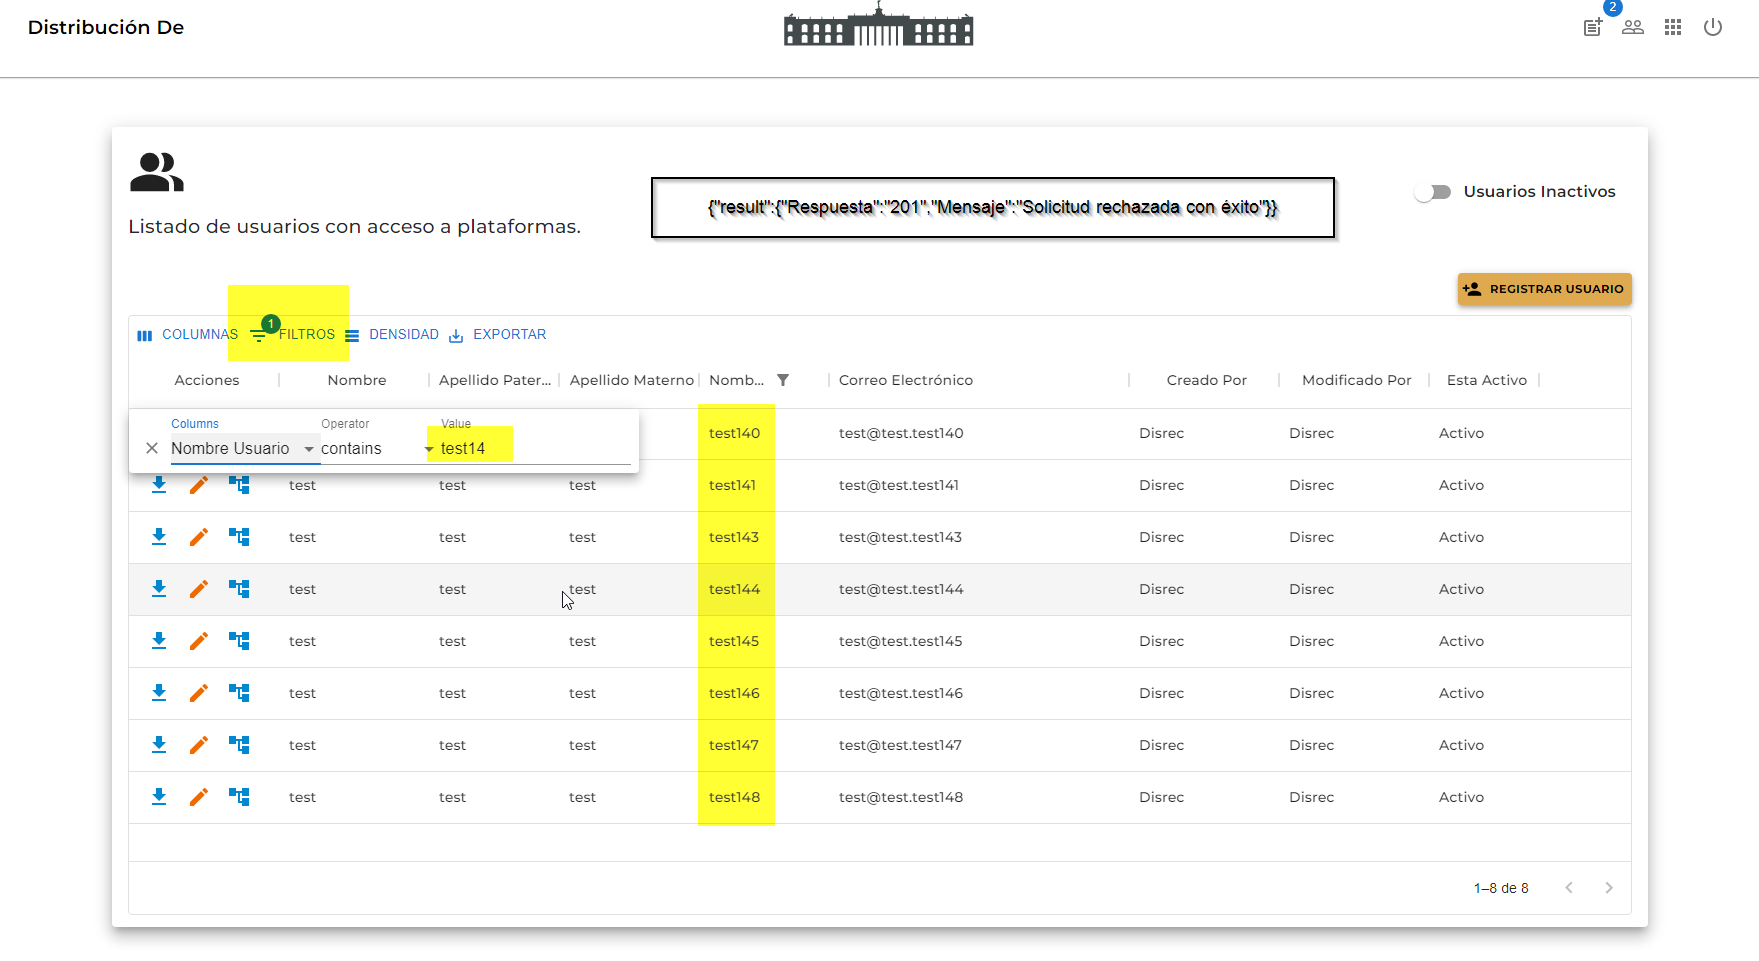 Distribución De
2
Listado de usuarios con acceso a plataformas.
{"result":{"Respuesta":"201","Mensaje":"Solicitud rechazada con éxito"}}
Usuarios Inactivos
REGISTRAR USUARIO
COLUMNAS 1 FILTROS DENSIDAD EXPORTAR
Acciones Nombre Apellido Pater... Apellido Materno Nomb... Correo Electrónico Creado Por Modificado Por Esta Activo
Columns Operator Value
Nombre Usuario contains test14
test140 test@test.test140 Disrec Disrec Activo
test test test test141 test@test.test141 Disrec Disrec Activo
test test test test143 test@test.test143 Disrec Disrec Activo
test test test test144 test@test.test144 Disrec Disrec Activo
test test test test145 test@test.test145 Disrec Disrec Activo
test test test test146 test@test.test146 Disrec Disrec Activo
test test test test147 test@test.test147 Disrec Disrec Activo
test test test test148 test@test.test148 Disrec Disrec Activo
1–8 de 8